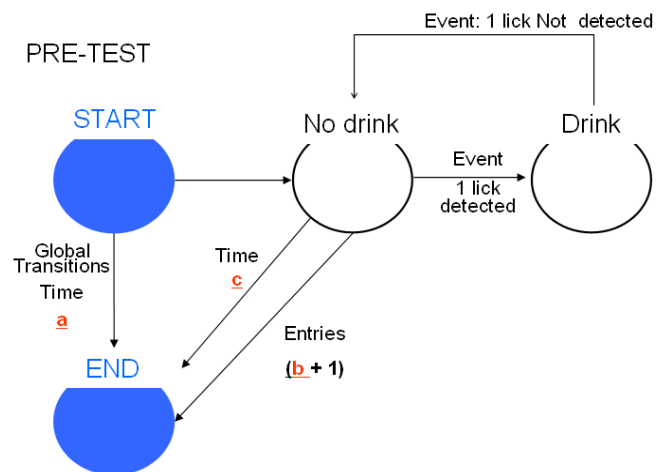 Event: 1 lick Not detected
PRE-TEST
START
No drink
Drink
Event
1 lick
detected
Global
Transitions
Time
a
Time
c
Entries
(b + 1)
END